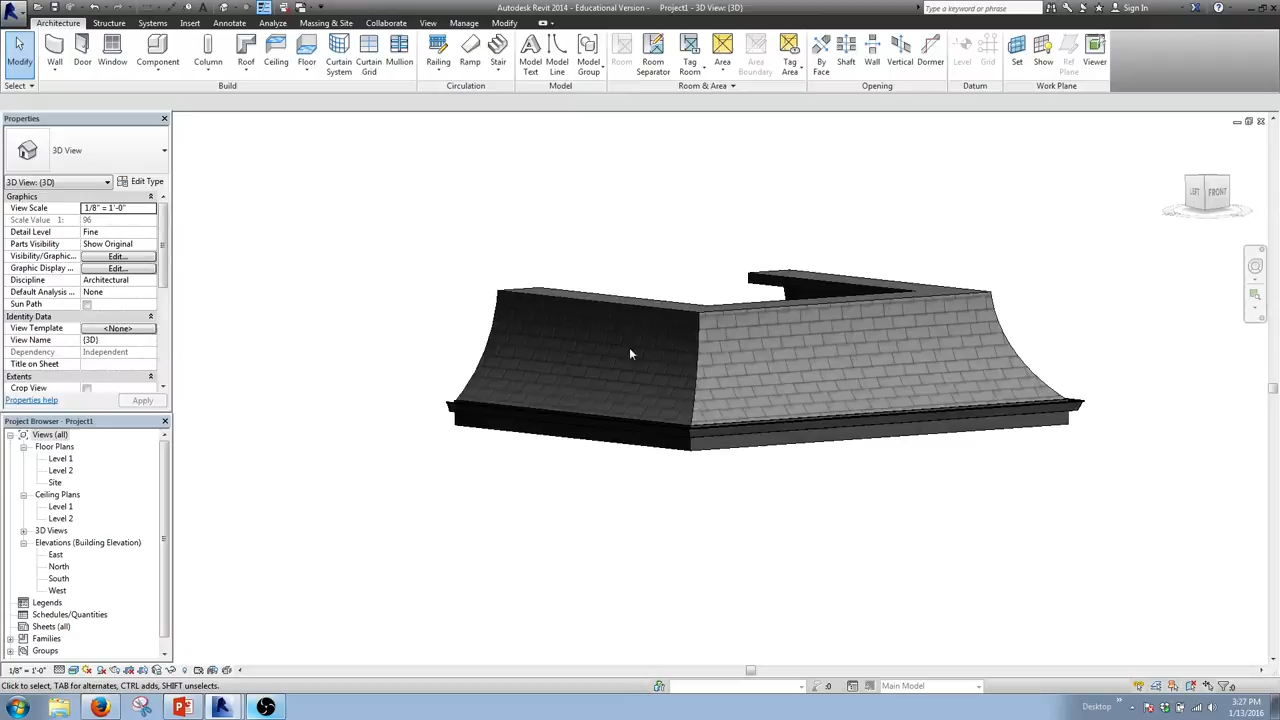 Autodesk Revit 2014 - Educational Version - Project1 - 3D View: {3D}
Type a keyword or phrase
Sign In
Architecture Structure Systems Insert Annotate Analyze Massing & Site Collaborate View Manage Modify
Modify Wall Door Window Component Column Roof Ceiling Floor Curtain System Curtain Grid Mullion Railing Ramp Stair Model Text Model Line Model Group Room Room Separator Tag Room Area Area Boundary Tag Area By Face Shaft Wall Vertical Dormer Level Grid Set Show Ref Plane Viewer
Select Build Circulation Model Room & Area Opening Datum Work Plane
Properties
3D View
3D View: {3D} Edit Type
Graphics
View Scale 1/8" = 1'-0"
Scale Value 1: 96
Detail Level Fine
Parts Visibility Show Original
Visibility/Graphic... Edit...
Graphic Display ... Edit...
Discipline Architectural
Default Analysis ... None
Sun Path
Identity Data
View Template <None>
View Name {3D}
Dependency Independent
Title on Sheet
Extents
Crop View
Properties help Apply
LEFT FRONT
Project Browser - Project1
Views (all)
Floor Plans
Level 1
Level 2
Site
Ceiling Plans
Level 1
Level 2
3D Views
Elevations (Building Elevation)
East
North
South
West
Legends
Schedules/Quantities
Sheets (all)
Families
Groups
1/8" = 1'-0"
Click to select, TAB for alternates, CTRL adds, SHIFT unselects.
:0
Main Model
:0
Desktop
3:27 PM
1/13/2016